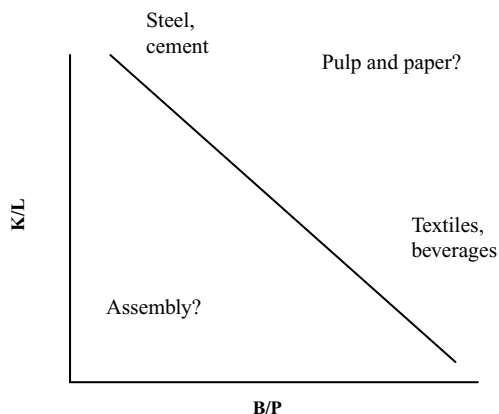 Steel,
cement
Pulp and paper?
K/L
Textiles,
beverages
Assembly?
B/P